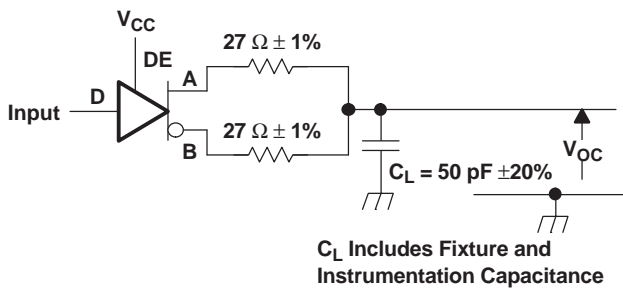 V_CC
DE
A
27 Ω ± 1%
Input
D
B
27 Ω ± 1%
C_L = 50 pF ±20%
V_OC
C_L Includes Fixture and
Instrumentation Capacitance